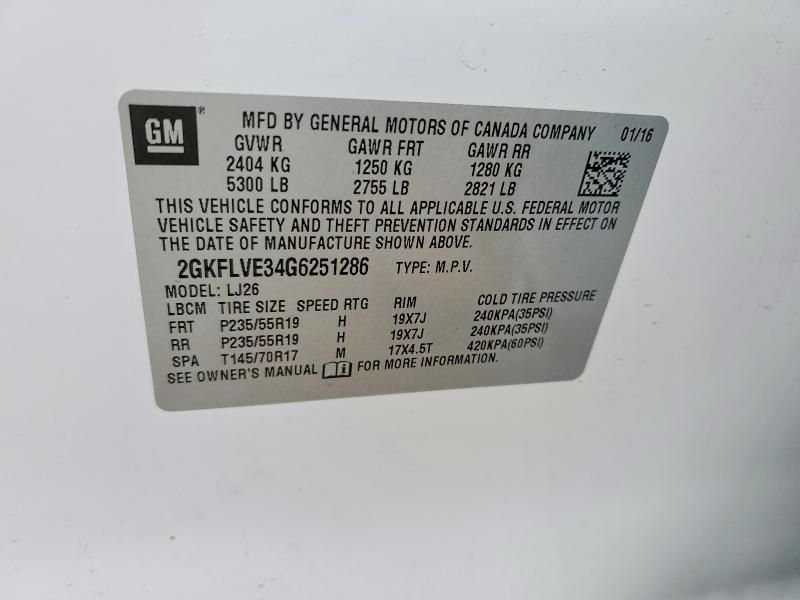 GM® MFD BY GENERAL MOTORS OF CANADA COMPANY 01/16
GVWR GAWR FRT GAWR RR
2404 KG 1250 KG 1280 KG
5300 LB 2755 LB 2821 LB
THIS VEHICLE CONFORMS TO ALL APPLICABLE U.S. FEDERAL MOTOR
VEHICLE SAFETY AND THEFT PREVENTION STANDARDS IN EFFECT ON
THE DATE OF MANUFACTURE SHOWN ABOVE.
2GKFLVE34G6251286 TYPE: M.P.V.
MODEL: LJ26
LBCM TIRE SIZE SPEED RTG RIM COLD TIRE PRESSURE
FRT P235/55R19 H 19X7J 240KPA(35PSI)
RR P235/55R19 H 19X7J 240KPA(35PSI)
SPA T145/70R17 M 17X4.5T 420KPA(60PSI)
SEE OWNER'S MANUAL i FOR MORE INFORMATION.